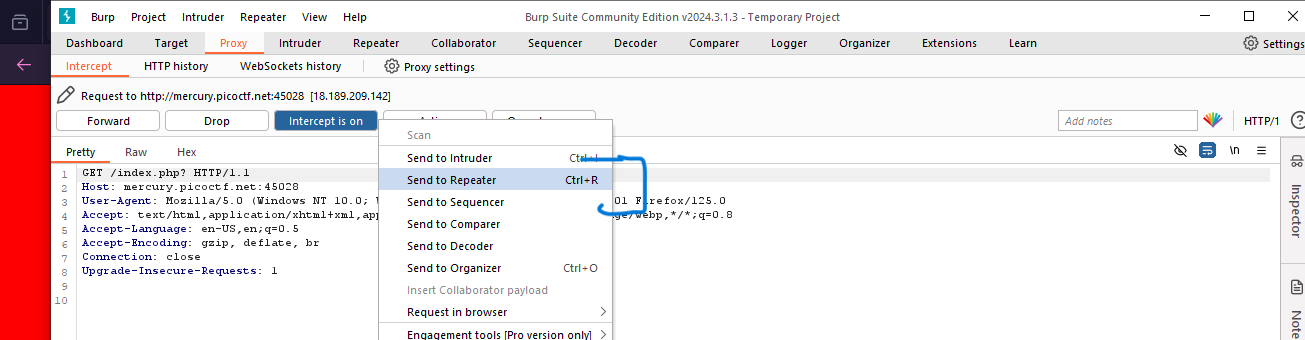 Burp Project Intruder Repeater View Help Burp Suite Community Edition v2024.3.1.3 - Temporary Project
Dashboard Target Proxy Intruder Repeater Collaborator Sequencer Decoder Comparer Logger Organizer Extensions Learn Settings
Intercept HTTP history WebSockets history Proxy settings
Request to http://mercury.picoctf.net:45028 [18.189.209.142]
Forward Drop Intercept is on Add notes HTTP/1
Scan
Pretty Raw Hex \n
Send to Intruder Ctrl+I
1 GET /index.php? HTTP/1.1
Send to Repeater Ctrl+R
2 Host: mercury.picoctf.net:45028
3 User-Agent: Mozilla/5.0 (Windows NT 10.0; 01 Firefox/125.0
Send to Sequencer
4 Accept: text/html,application/xhtml+xml,app ge/webp,*/*;q=0.8
Send to Comparer
5 Accept-Language: en-US,en;q=0.5
6 Accept-Encoding: gzip, deflate, br
Send to Decoder
7 Connection: close
8 Upgrade-Insecure-Requests: 1
Send to Organizer Ctrl+O
9
Insert Collaborator payload
10
Request in browser
Engagement tools [Pro version only]
Inspector
Note